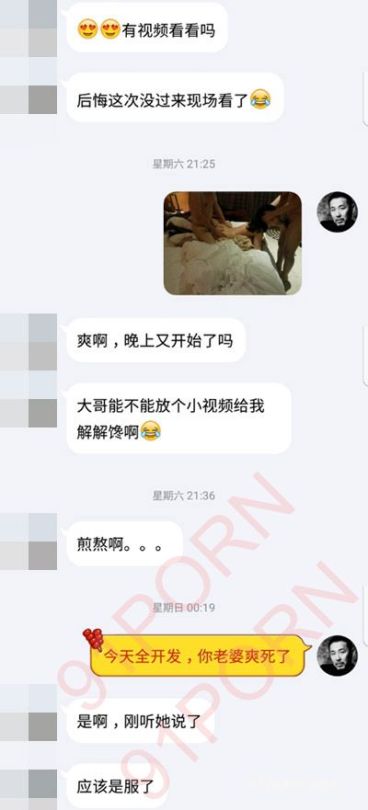 😍😍有视频看看吗
后悔这次没过来现场看了😂
星期六 21:25
爽啊，晚上又开始了吗
大哥能不能放个小视频给我
解解馋啊😂
星期六 21:36
煎熬啊。。。
星期日 00:19
今天全开发，你老婆爽死了
是啊，刚听她说了
应该是服了
91PORN
91PORN